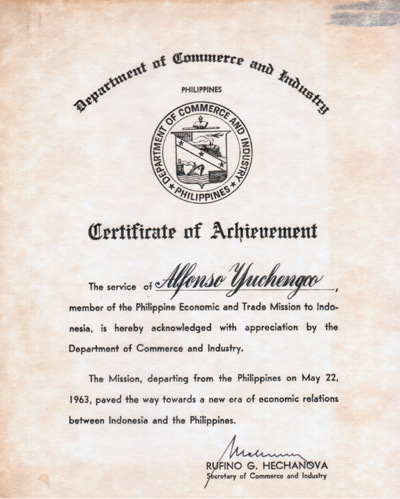 Department of Commerce and Industry
PHILIPPINES
DEPARTMENT OF COMMERCE AND INDUSTRY
★ PHILIPPINES ★
Certificate of Achievement
The service of Alfonso Yuchengco,
member of the Philippine Economic and Trade Mission to Indo-
nesia, is hereby acknowledged with appreciation by the
Department of Commerce and Industry.
The Mission, departing from the Philippines on May 22,
1963, paved the way towards a new era of economic relations
between Indonesia and the Philippines.
RUFINO G. HECHANOVA
Secretary of Commerce and Industry